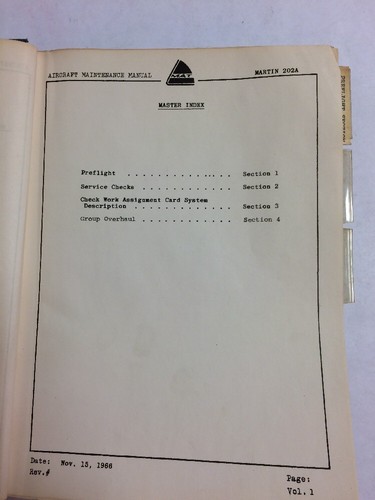 AIRCRAFT MAINTENANCE MANUAL
MAT
MARTIN 202A
MASTER INDEX
Preflight . . . . . . . . . . . . . . . Section 1
Service Checks . . . . . . . . . . . . Section 2
Check Work Assignment Card System
Description . . . . . . . . . . . . . Section 3
Group Overhaul . . . . . . . . . . . . Section 4
Date: Nov. 15, 1966
Rev.#
Page:
Vol. 1